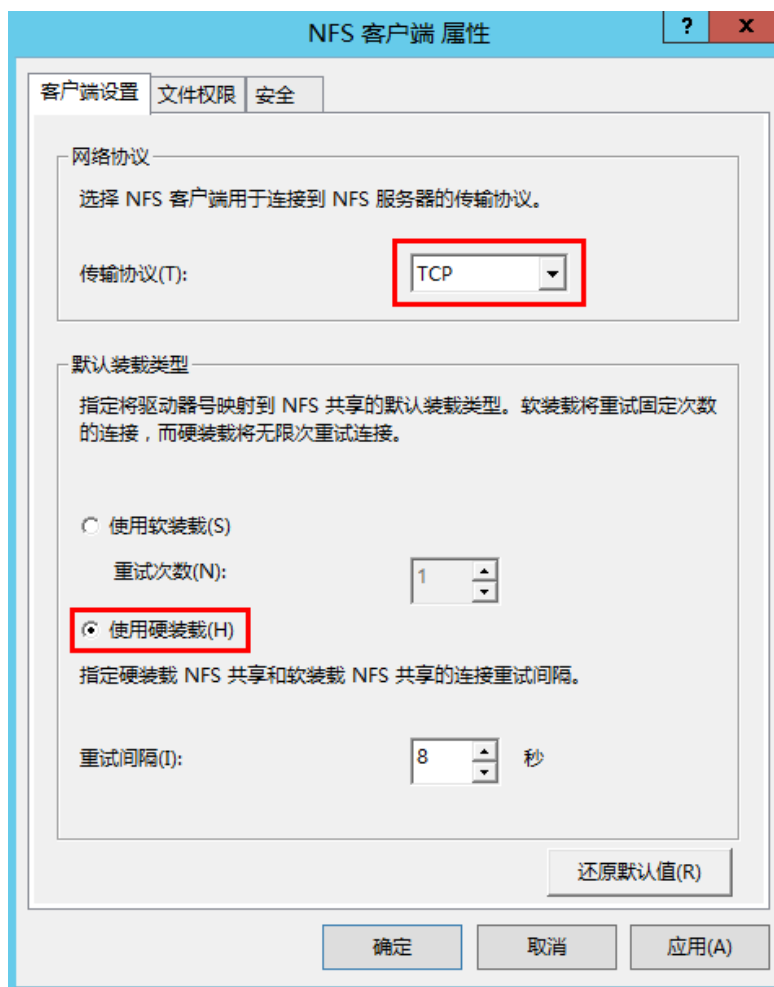 NFS 客户端 属性
?
x
客户端设置
文件权限
安全
网络协议
选择 NFS 客户端用于连接到 NFS 服务器的传输协议。
传输协议(T):
TCP
默认装载类型
指定将驱动器号映射到 NFS 共享的默认装载类型。软装载将重试固定次数
的连接，而硬装载将无限次重试连接。
使用软装载(S)
重试次数(N):
1
使用硬装载(H)
指定硬装载 NFS 共享和软装载 NFS 共享的连接重试间隔。
重试间隔(I):
8
秒
还原默认值(R)
确定
取消
应用(A)